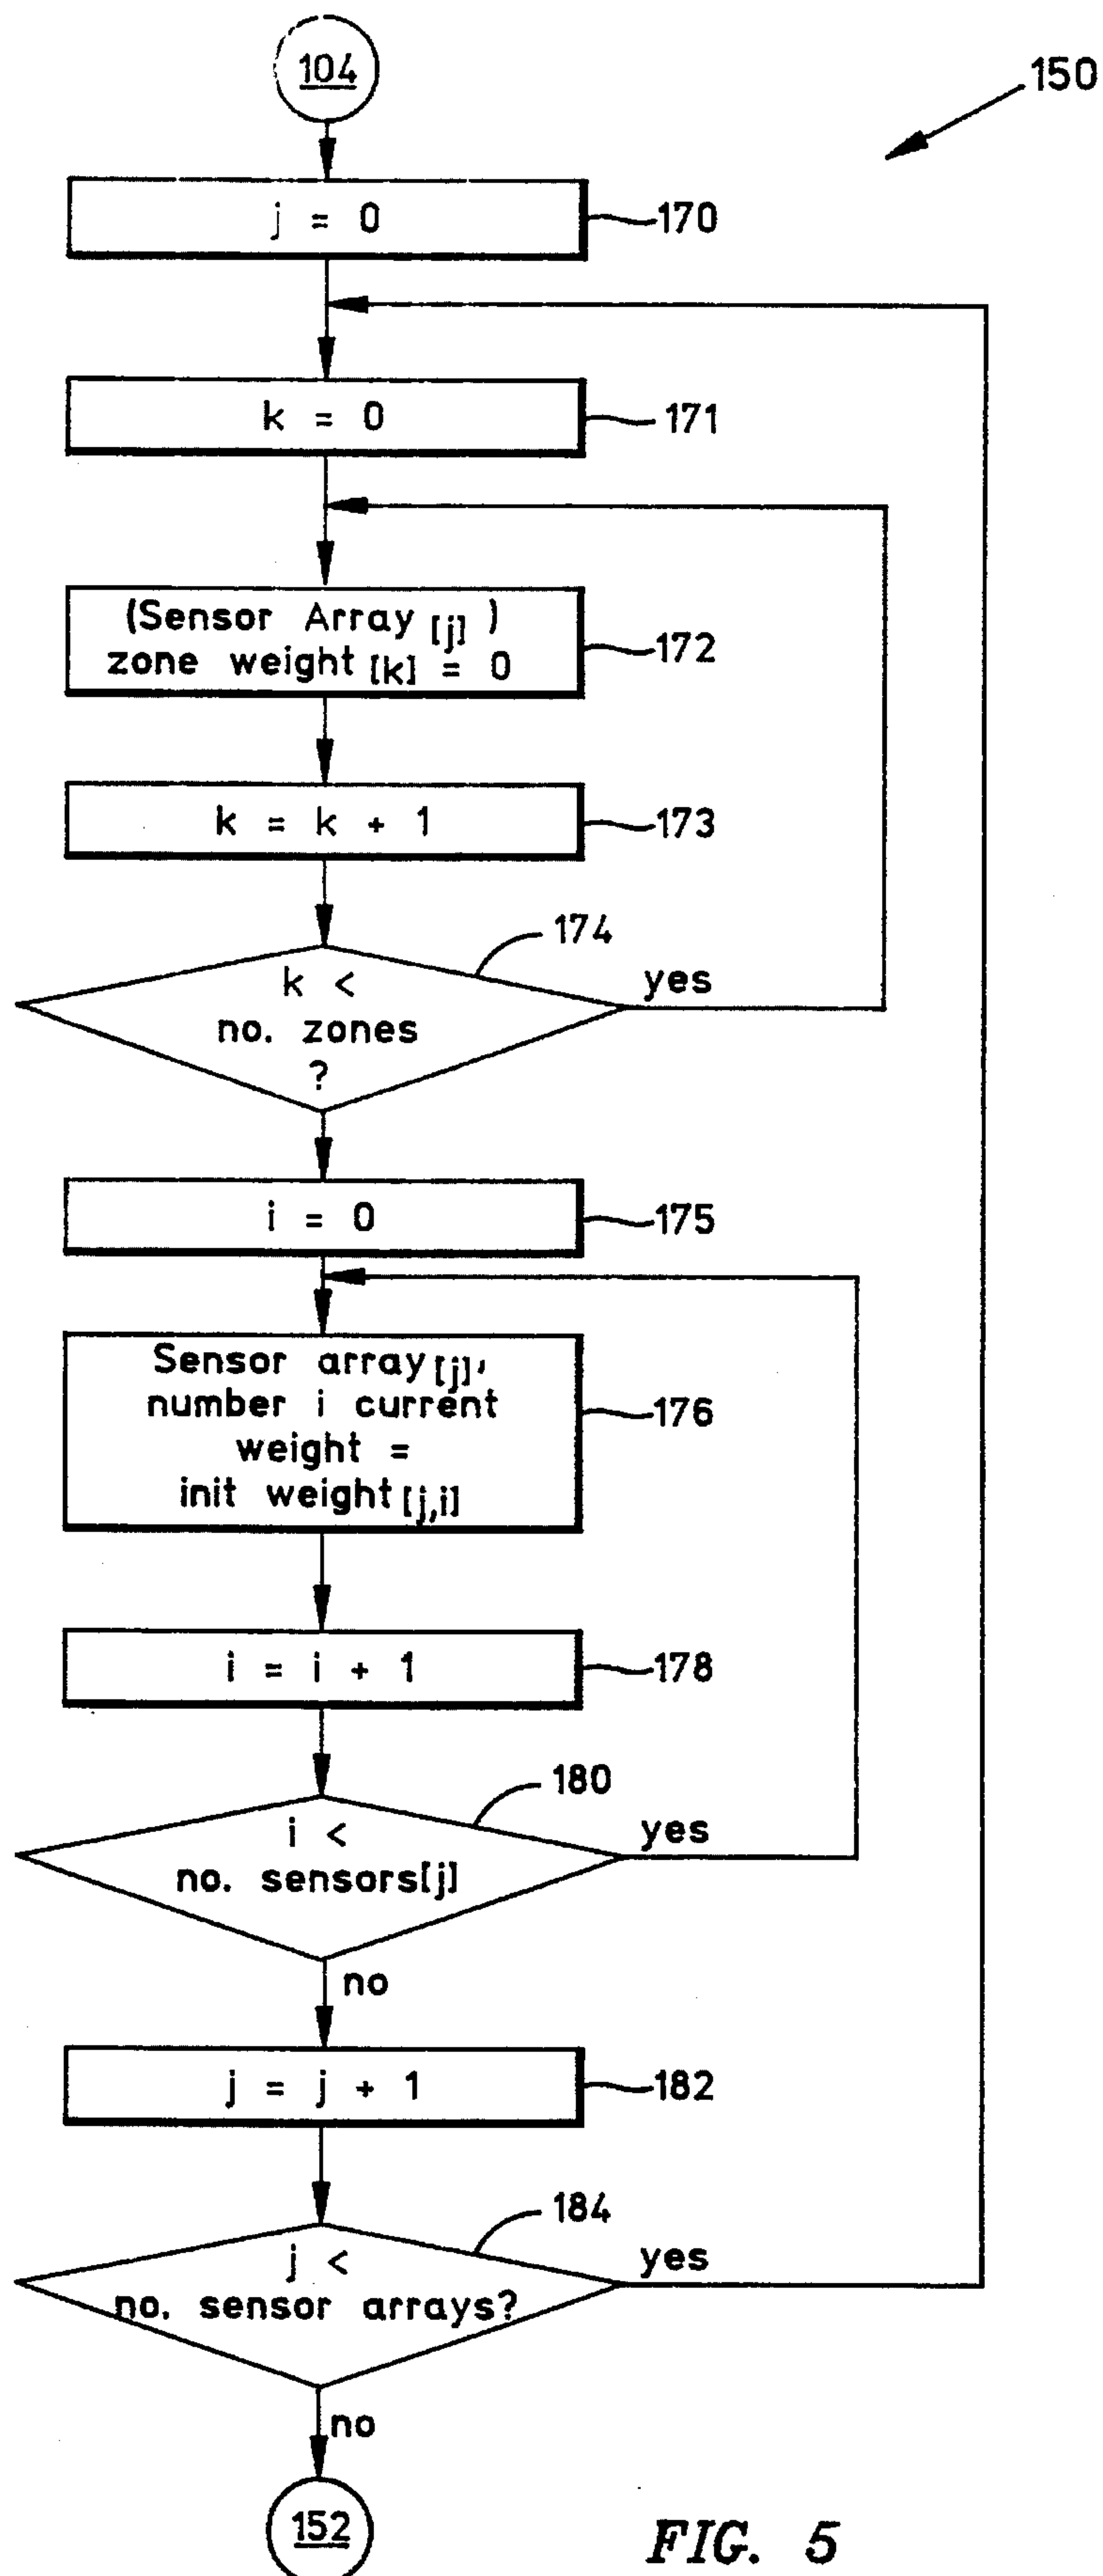 104
150
j = 0
170
k = 0
171
(Sensor Array [j] )
zone weight [k] = 0
172
k = k + 1
173
174
k <
no. zones
?
yes
i = 0
175
Sensor array[j],
number i current
weight =
init weight[j,i]
176
i = i + 1
178
180
i <
no. sensors[j]
yes
no
j = j + 1
182
184
j <
no. sensor arrays?
yes
no
152
FIG. 5